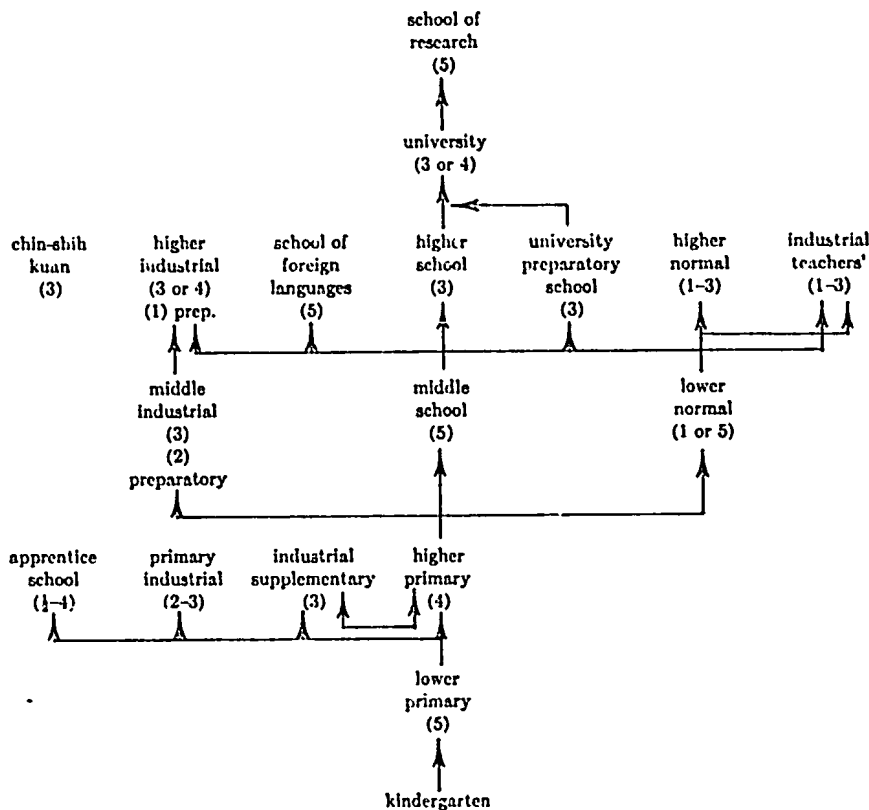 school of
research
(5)
university
(3 or 4)
chin-shih
kuan
(3)
higher
industrial
(3 or 4)
(1) prep.
school of
foreign
languages
(5)
higher
school
(3)
university
preparatory
school
(3)
higher
normal
(1-3)
industrial
teachers'
(1-3)
middle
industrial
(3)
(2)
preparatory
middle
school
(5)
lower
normal
(1 or 5)
apprentice
school
(½-4)
primary
industrial
(2-3)
industrial
supplementary
(3)
higher
primary
(4)
lower
primary
(5)
kindergarten